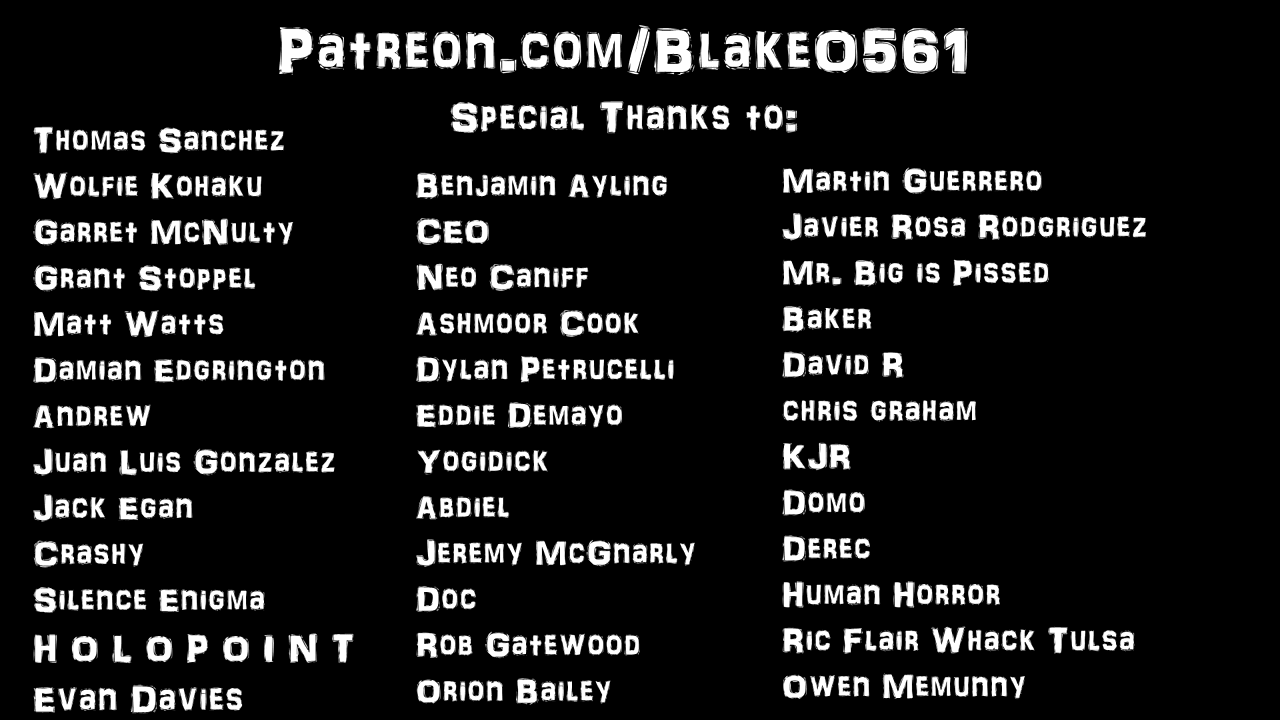 Patreon.com/Blake0561
Special Thanks to:
Thomas Sanchez
Wolfie Kohaku
Garret McNulty
Grant Stoppel
Matt Watts
Damian Edgrington
Andrew
Juan Luis Gonzalez
Jack Egan
Crashy
Silence Enigma
H O L O P O I N T
Evan Davies
Benjamin Ayling
CEO
Neo Caniff
Ashmoor Cook
Dylan Petrucelli
Eddie Demayo
Yogidick
Abdiel
Jeremy McGnarly
Doc
Rob Gatewood
Orion Bailey
Martin Guerrero
Javier Rosa Rodgriguez
Mr. Big is Pissed
Baker
David R
chris graham
KJR
Domo
Derec
Human Horror
Ric Flair Whack Tulsa
Owen Memunny